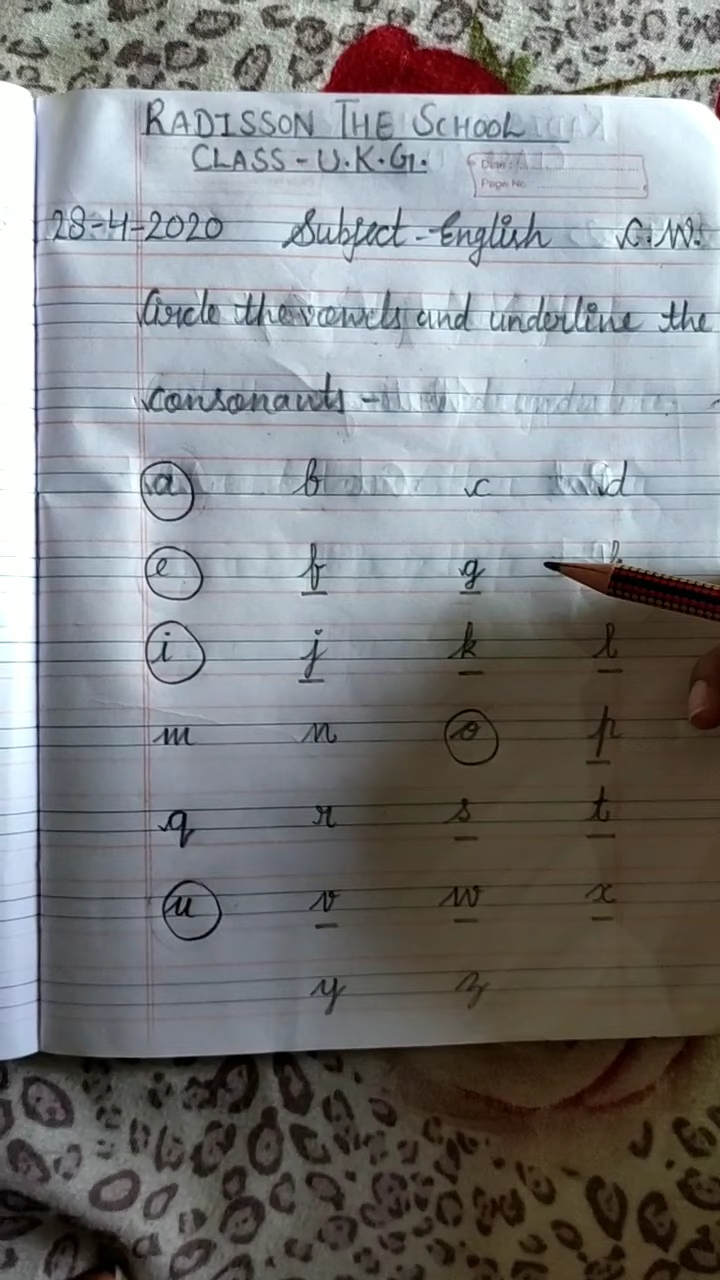 RADISSON THE SCHOOL
CLASS - U.K.G.
Date :
Page No.
28-4-2020 Subject - English C.W.
Circle the vowels and underline the
consonants -
a b c d
e f g
i j k l
m n o p
q r s t
u v w x
y z